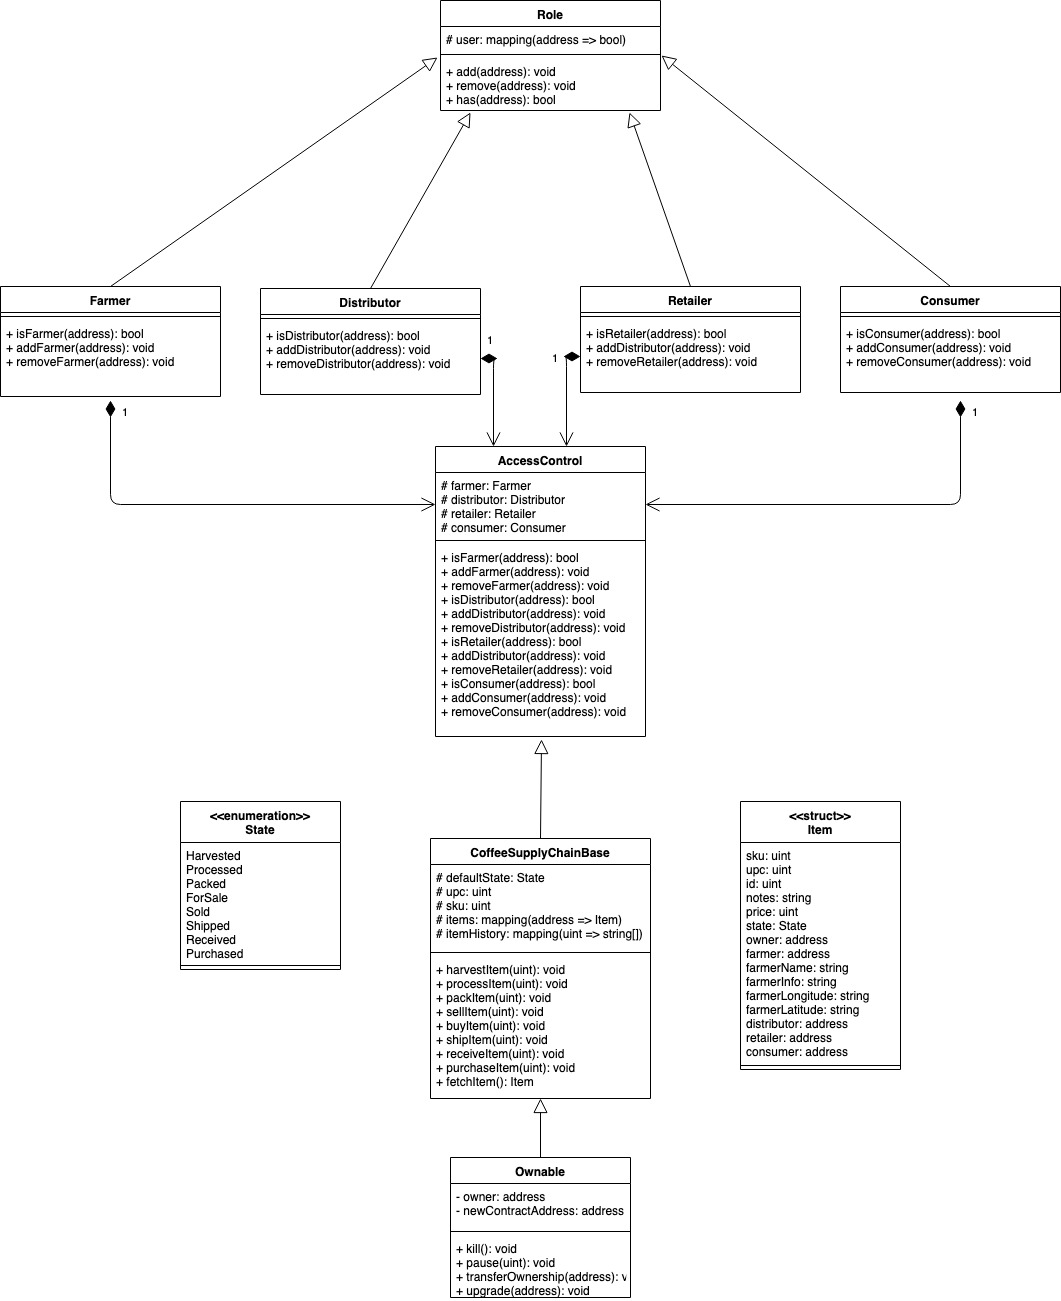 Role
# user: mapping(address => bool)
+ add(address): void
+ remove(address): void
+ has(address): bool
Farmer
+ isFarmer(address): bool
+ addFarmer(address): void
+ removeFarmer(address): void
1
Distributor
+ isDistributor(address): bool
+ addDistributor(address): void
+ removeDistributor(address): void
1
Retailer
+ isRetailer(address): bool
+ addDistributor(address): void
+ removeRetailer(address): void
1
Consumer
+ isConsumer(address): bool
+ addConsumer(address): void
+ removeConsumer(address): void
1
AccessControl
# farmer: Farmer
# distributor: Distributor
# retailer: Retailer
# consumer: Consumer
+ isFarmer(address): bool
+ addFarmer(address): void
+ removeFarmer(address): void
+ isDistributor(address): bool
+ addDistributor(address): void
+ removeDistributor(address): void
+ isRetailer(address): bool
+ addDistributor(address): void
+ removeRetailer(address): void
+ isConsumer(address): bool
+ addConsumer(address): void
+ removeConsumer(address): void
<<enumeration>>
State
Harvested
Processed
Packed
ForSale
Sold
Shipped
Received
Purchased
CoffeeSupplyChainBase
# defaultState: State
# upc: uint
# sku: uint
# items: mapping(address => Item)
# itemHistory: mapping(uint => string[])
+ harvestItem(uint): void
+ processItem(uint): void
+ packItem(uint): void
+ sellItem(uint): void
+ buyItem(uint): void
+ shipItem(uint): void
+ receiveItem(uint): void
+ purchaseItem(uint): void
+ fetchItem(): Item
<<struct>>
Item
sku: uint
upc: uint
id: uint
notes: string
price: uint
state: State
owner: address
farmer: address
farmerName: string
farmerInfo: string
farmerLongitude: string
farmerLatitude: string
distributor: address
retailer: address
consumer: address
Ownable
- owner: address
- newContractAddress: address
+ kill(): void
+ pause(uint): void
+ transferOwnership(address):
+ upgrade(address): void